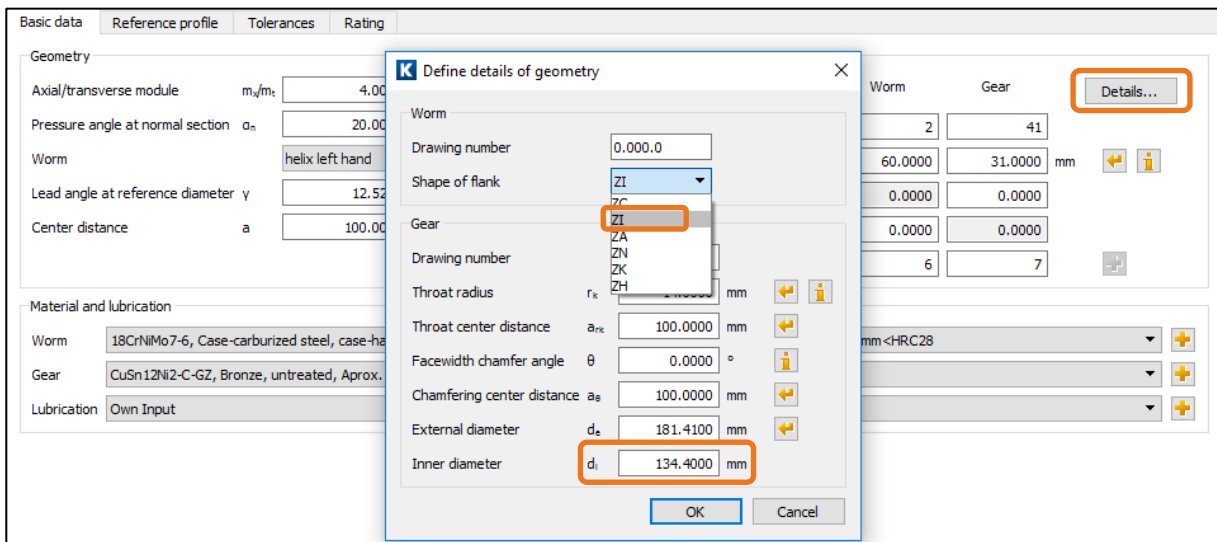 Basic data Reference profile Tolerances Rating
Geometry
Axial/transverse module mₓ/mₜ 4.00
Pressure angle at normal section αₙ 20.00
Worm helix left hand
Lead angle at reference diameter γ 12.52
Center distance a 100.00
K Define details of geometry
Worm
Drawing number 0.000.0
Shape of flank ZI
ZC
ZI
ZA
ZN
ZK
ZH
Gear
Drawing number
Throat radius rₖ mm
Throat center distance aᵣₖ 100.0000 mm
Facewidth chamfer angle θ 0.0000 °
Chamfering center distance aθ 100.0000 mm
External diameter dₑ 181.4100 mm
Inner diameter dᵢ 134.4000 mm
OK Cancel
Worm Gear Details...
2 41
60.0000 31.0000 mm
0.0000 0.0000
0.0000 0.0000
6 7
Material and lubrication
Worm 18CrNiMo7-6, Case-carburized steel, case-ha
mm<HRC28
Gear CuSn12Ni2-C-GZ, Bronze, untreated, Aprox.
Lubrication Own Input